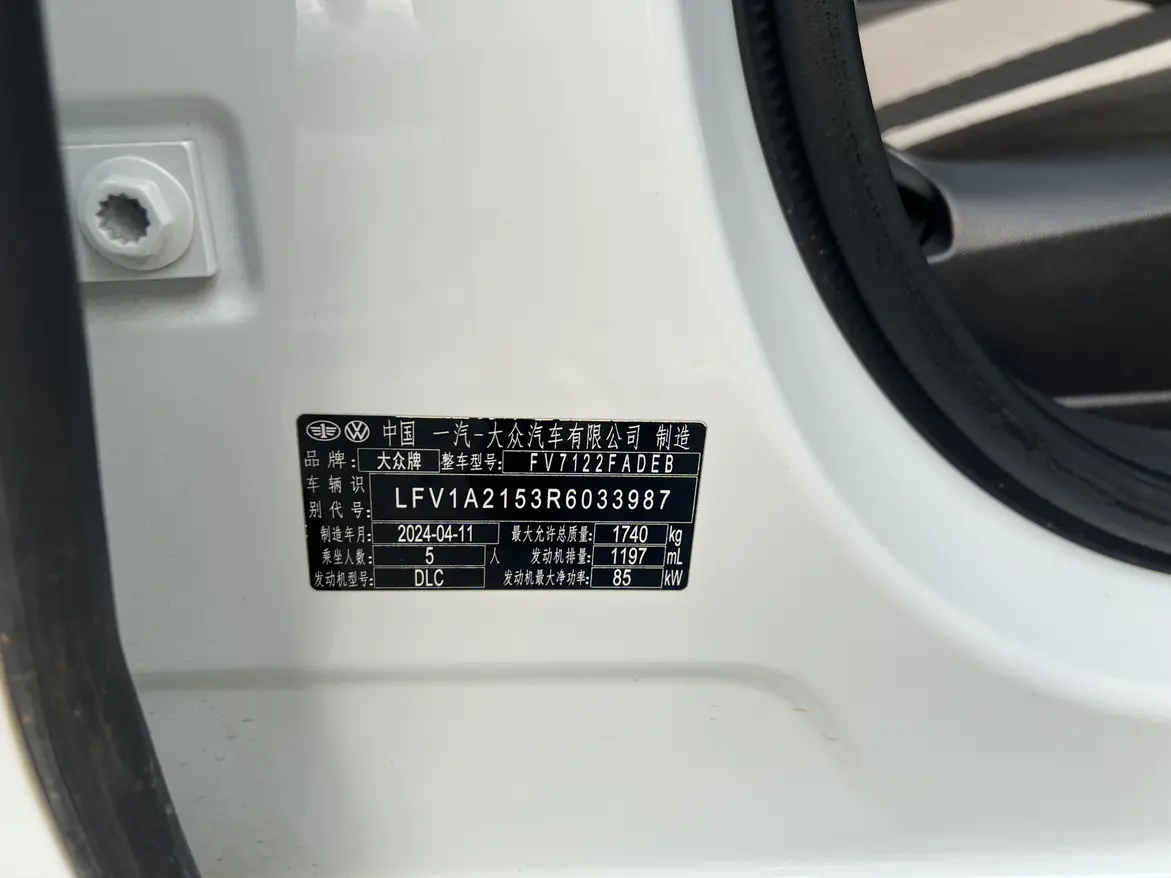 中国 一汽-大众汽车有限公司 制造
品牌: 大众牌 整车型号: FV7122FADEB
车辆识别代号: LFV1A2153R6033987
制造年月: 2024-04-11 最大允许总质量: 1740 kg
乘坐人数: 5 人 发动机排量: 1197 mL
发动机型号: DLC 发动机最大净功率: 85 kW